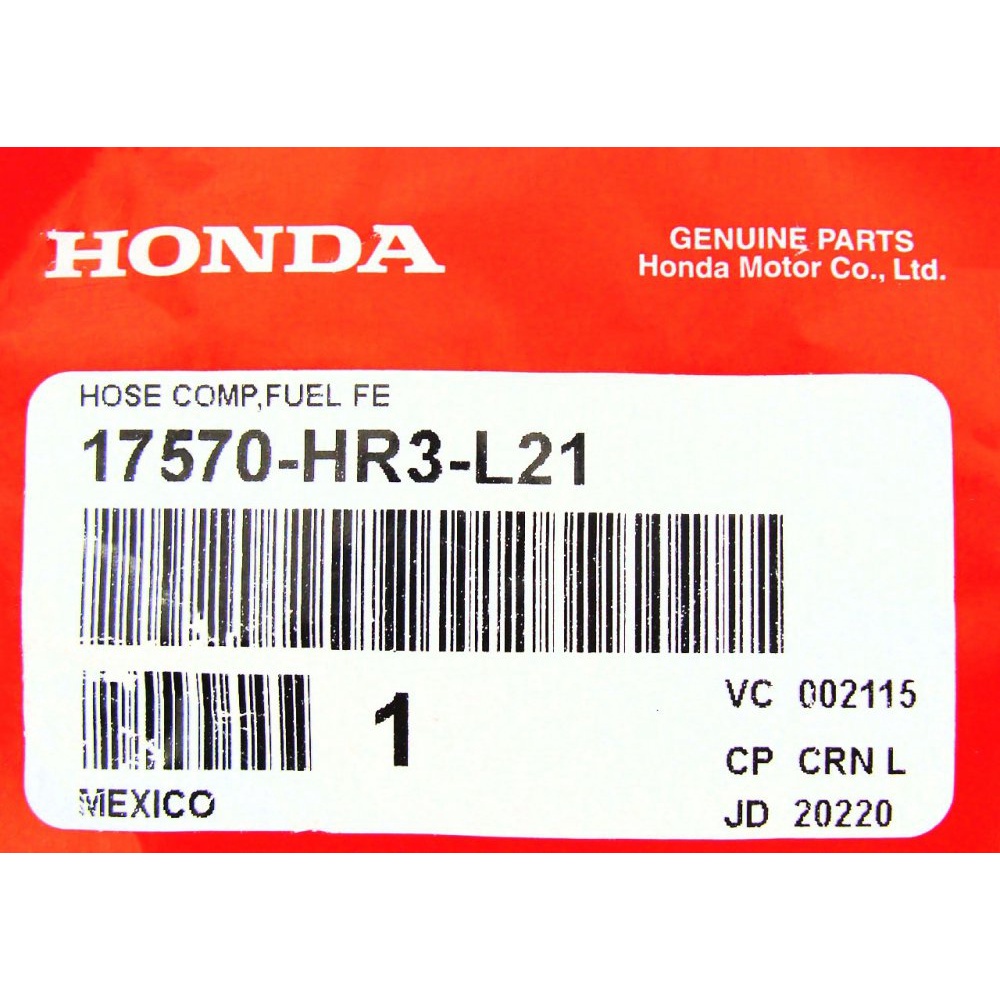 HONDA
GENUINE PARTS
Honda Motor Co., Ltd.
HOSE COMP,FUEL FE
17570-HR3-L21
1
VC 002115
CP CRN L
MEXICO
JD 20220